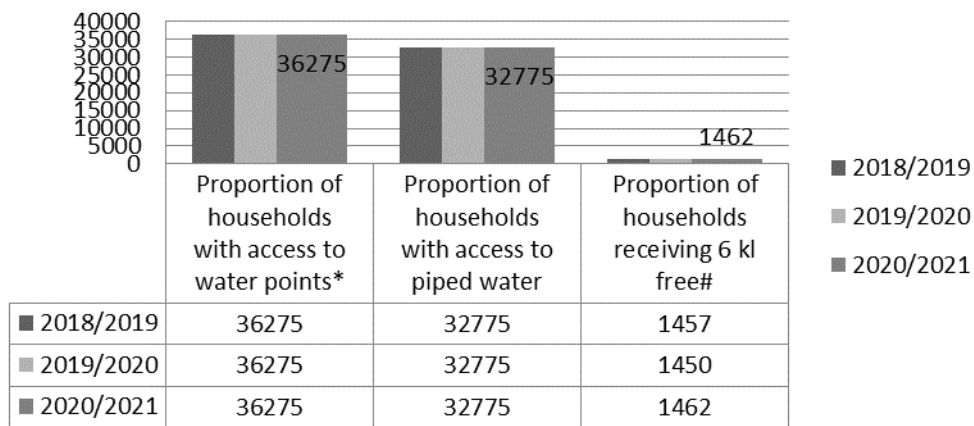 40000
35000
30000
25000
20000
15000
10000
5000
0
36275
32775
1462
2018/2019
2019/2020
2020/2021
Proportion of
households
with access to
water points*
Proportion of
households
with access to
piped water
Proportion of
households
receiving 6 kl
free#
2018/2019 36275 32775 1457
2019/2020 36275 32775 1450
2020/2021 36275 32775 1462